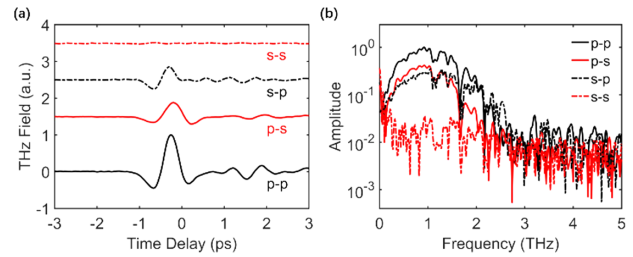 (a)
4
3
2
1
0
-1
THz Field (a.u.)
s-s
s-p
p-s
p-p
-3 -2 -1 0 1 2 3
Time Delay (ps)
(b)
10^0
10^-1
10^-2
10^-3
Amplitude
p-p
p-s
s-p
s-s
0 1 2 3 4 5
Frequency (THz)